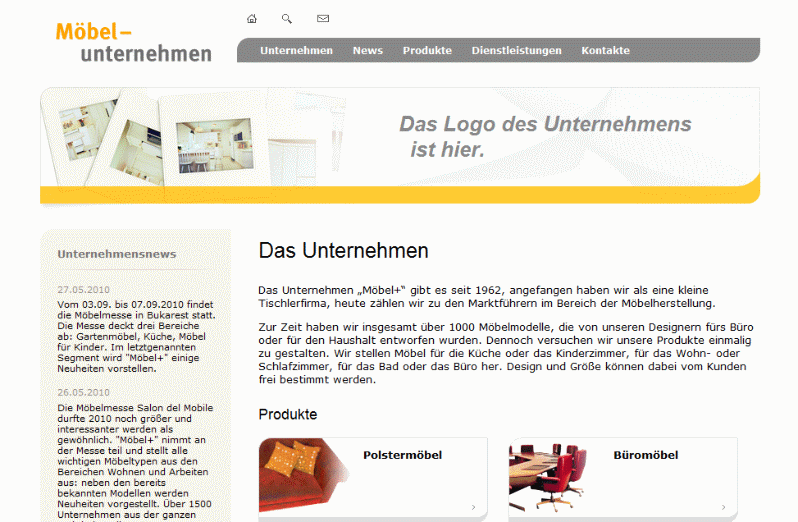 Möbel–
unternehmen
Unternehmen News Produkte Dienstleistungen Kontakte
Das Logo des Unternehmens
ist hier.
Unternehmensnews
27.05.2010
Vom 03.09. bis 07.09.2010 findet
die Möbelmesse in Bukarest statt.
Die Messe deckt drei Bereiche
ab: Gartenmöbel, Küche, Möbel
für Kinder. Im letztgenannten
Segment wird "Möbel+" einige
Neuheiten vorstellen.
26.05.2010
Die Möbelmesse Salon del Mobile
durfte 2010 noch größer und
interessanter werden als
gewöhnlich. "Möbel+" nimmt an
der Messe teil und stellt alle
wichtigen Möbeltypen aus den
Bereichen Wohnen und Arbeiten
aus: neben den bereits
bekannten Modellen werden
Neuheiten vorgestellt. Über 1500
Unternehmen aus der ganzen
Das Unternehmen
Das Unternehmen „Möbel+“ gibt es seit 1962, angefangen haben wir als eine kleine
Tischlerfirma, heute zählen wir zu den Marktführern im Bereich der Möbelherstellung.
Zur Zeit haben wir insgesamt über 1000 Möbelmodelle, die von unseren Designern fürs Büro
oder für den Haushalt entworfen wurden. Dennoch versuchen wir unsere Produkte einmalig
zu gestalten. Wir stellen Möbel für die Küche oder das Kinderzimmer, für das Wohn- oder
Schlafzimmer, für das Bad oder das Büro her. Design und Größe können dabei vom Kunden
frei bestimmt werden.
Produkte
Polstermöbel
Büromöbel